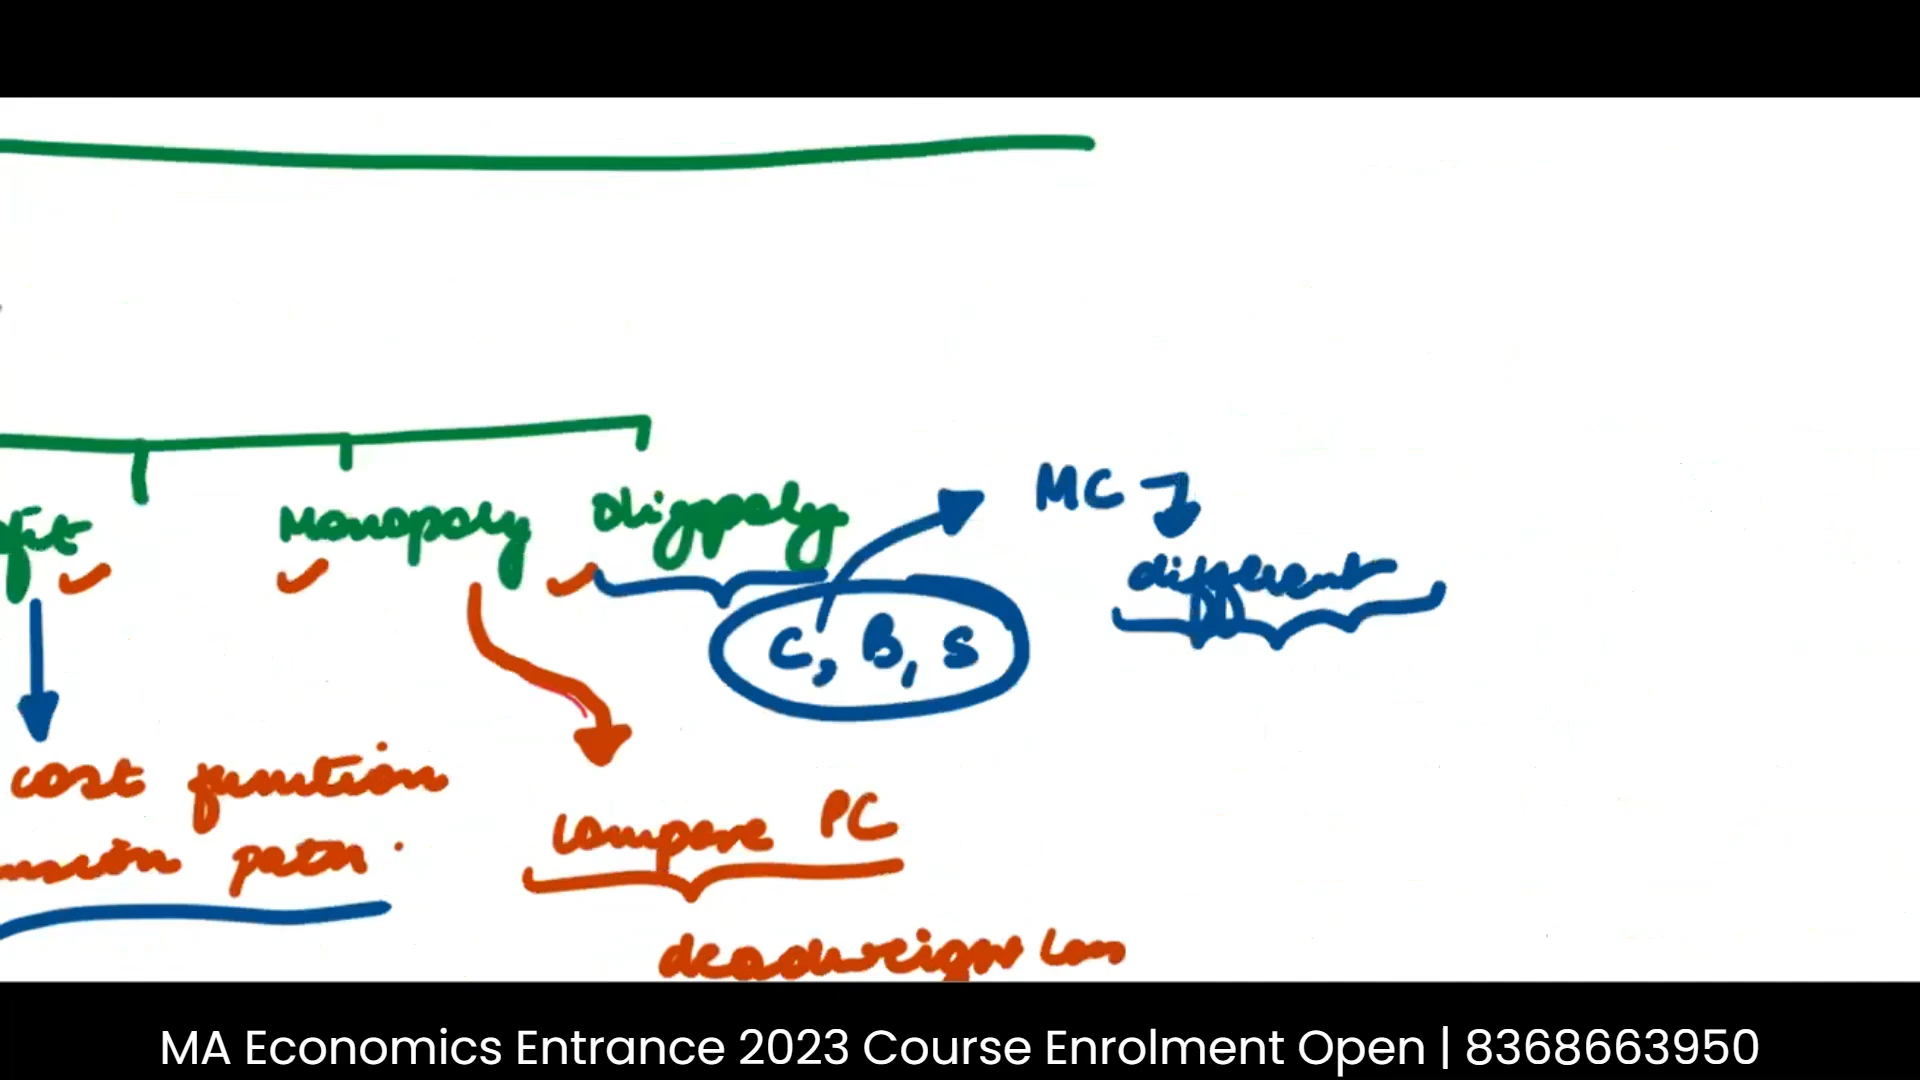 MC
Monopoly Oligopoly
different
C, B, S
cost function
compare PC
path
deadweight loss
MA Economics Entrance 2023 Course Enrolment Open | 8368663950